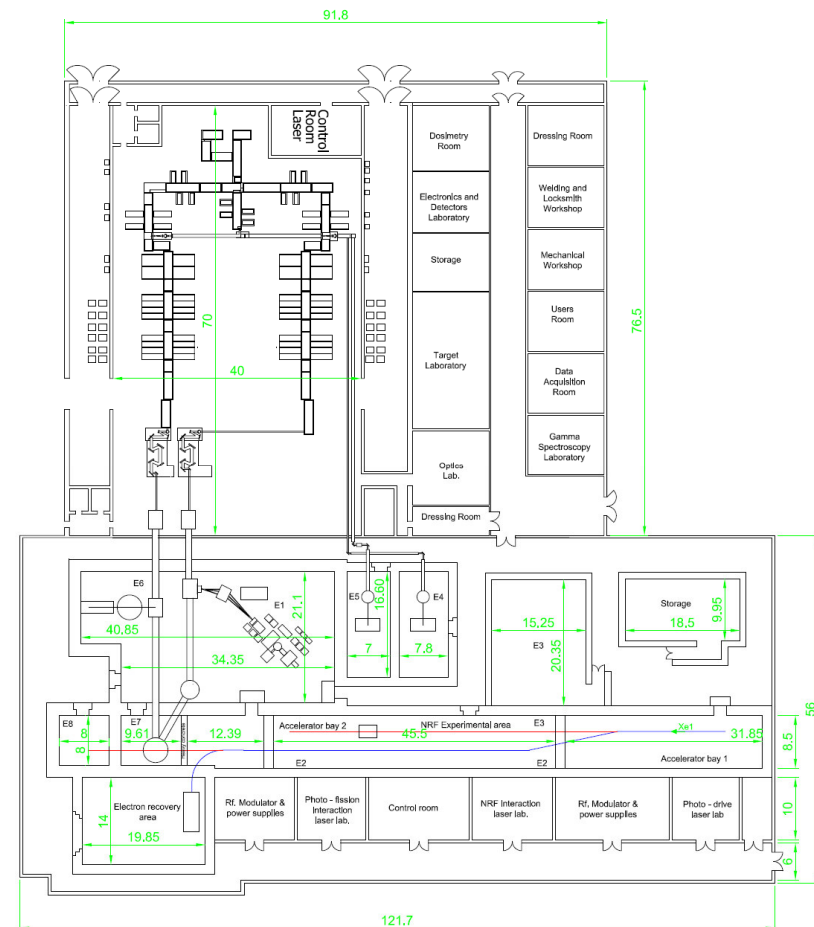 91.8
Control
Room
Laser
Dosimetry
Room
Dressing Room
Electronics and
Detectors
Laboratory
Welding and
Locksmith
Workshop
Storage
Mechanical
Workshop
70
76.5
Users
Room
Target
Laboratory
40
Data
Acquisition
Room
Gamma
Spectroscopy
Laboratory
Optics
Lab.
Dressing Room
E6
E1
21.1
E5
16.60
E4
Storage
9.95
40.85
15.25
18.5
34.35
7
7.8
E3
20.35
56
E8
E7
Accelerator bay 2
NRF Experimental area
E3
Xe1
8
9.61
12.39
45.5
31.85
8.5
8
Heavy concrete
E2
E2
Accelerator bay 1
Electron recovery
area
14
19.85
Rf, Modulator &
power supplies
Photo - fission
interaction
laser lab.
Control room
NRF Interaction
laser lab.
Rf, Modulator &
power supplies
Photo - drive
laser lab
10
6
121.7